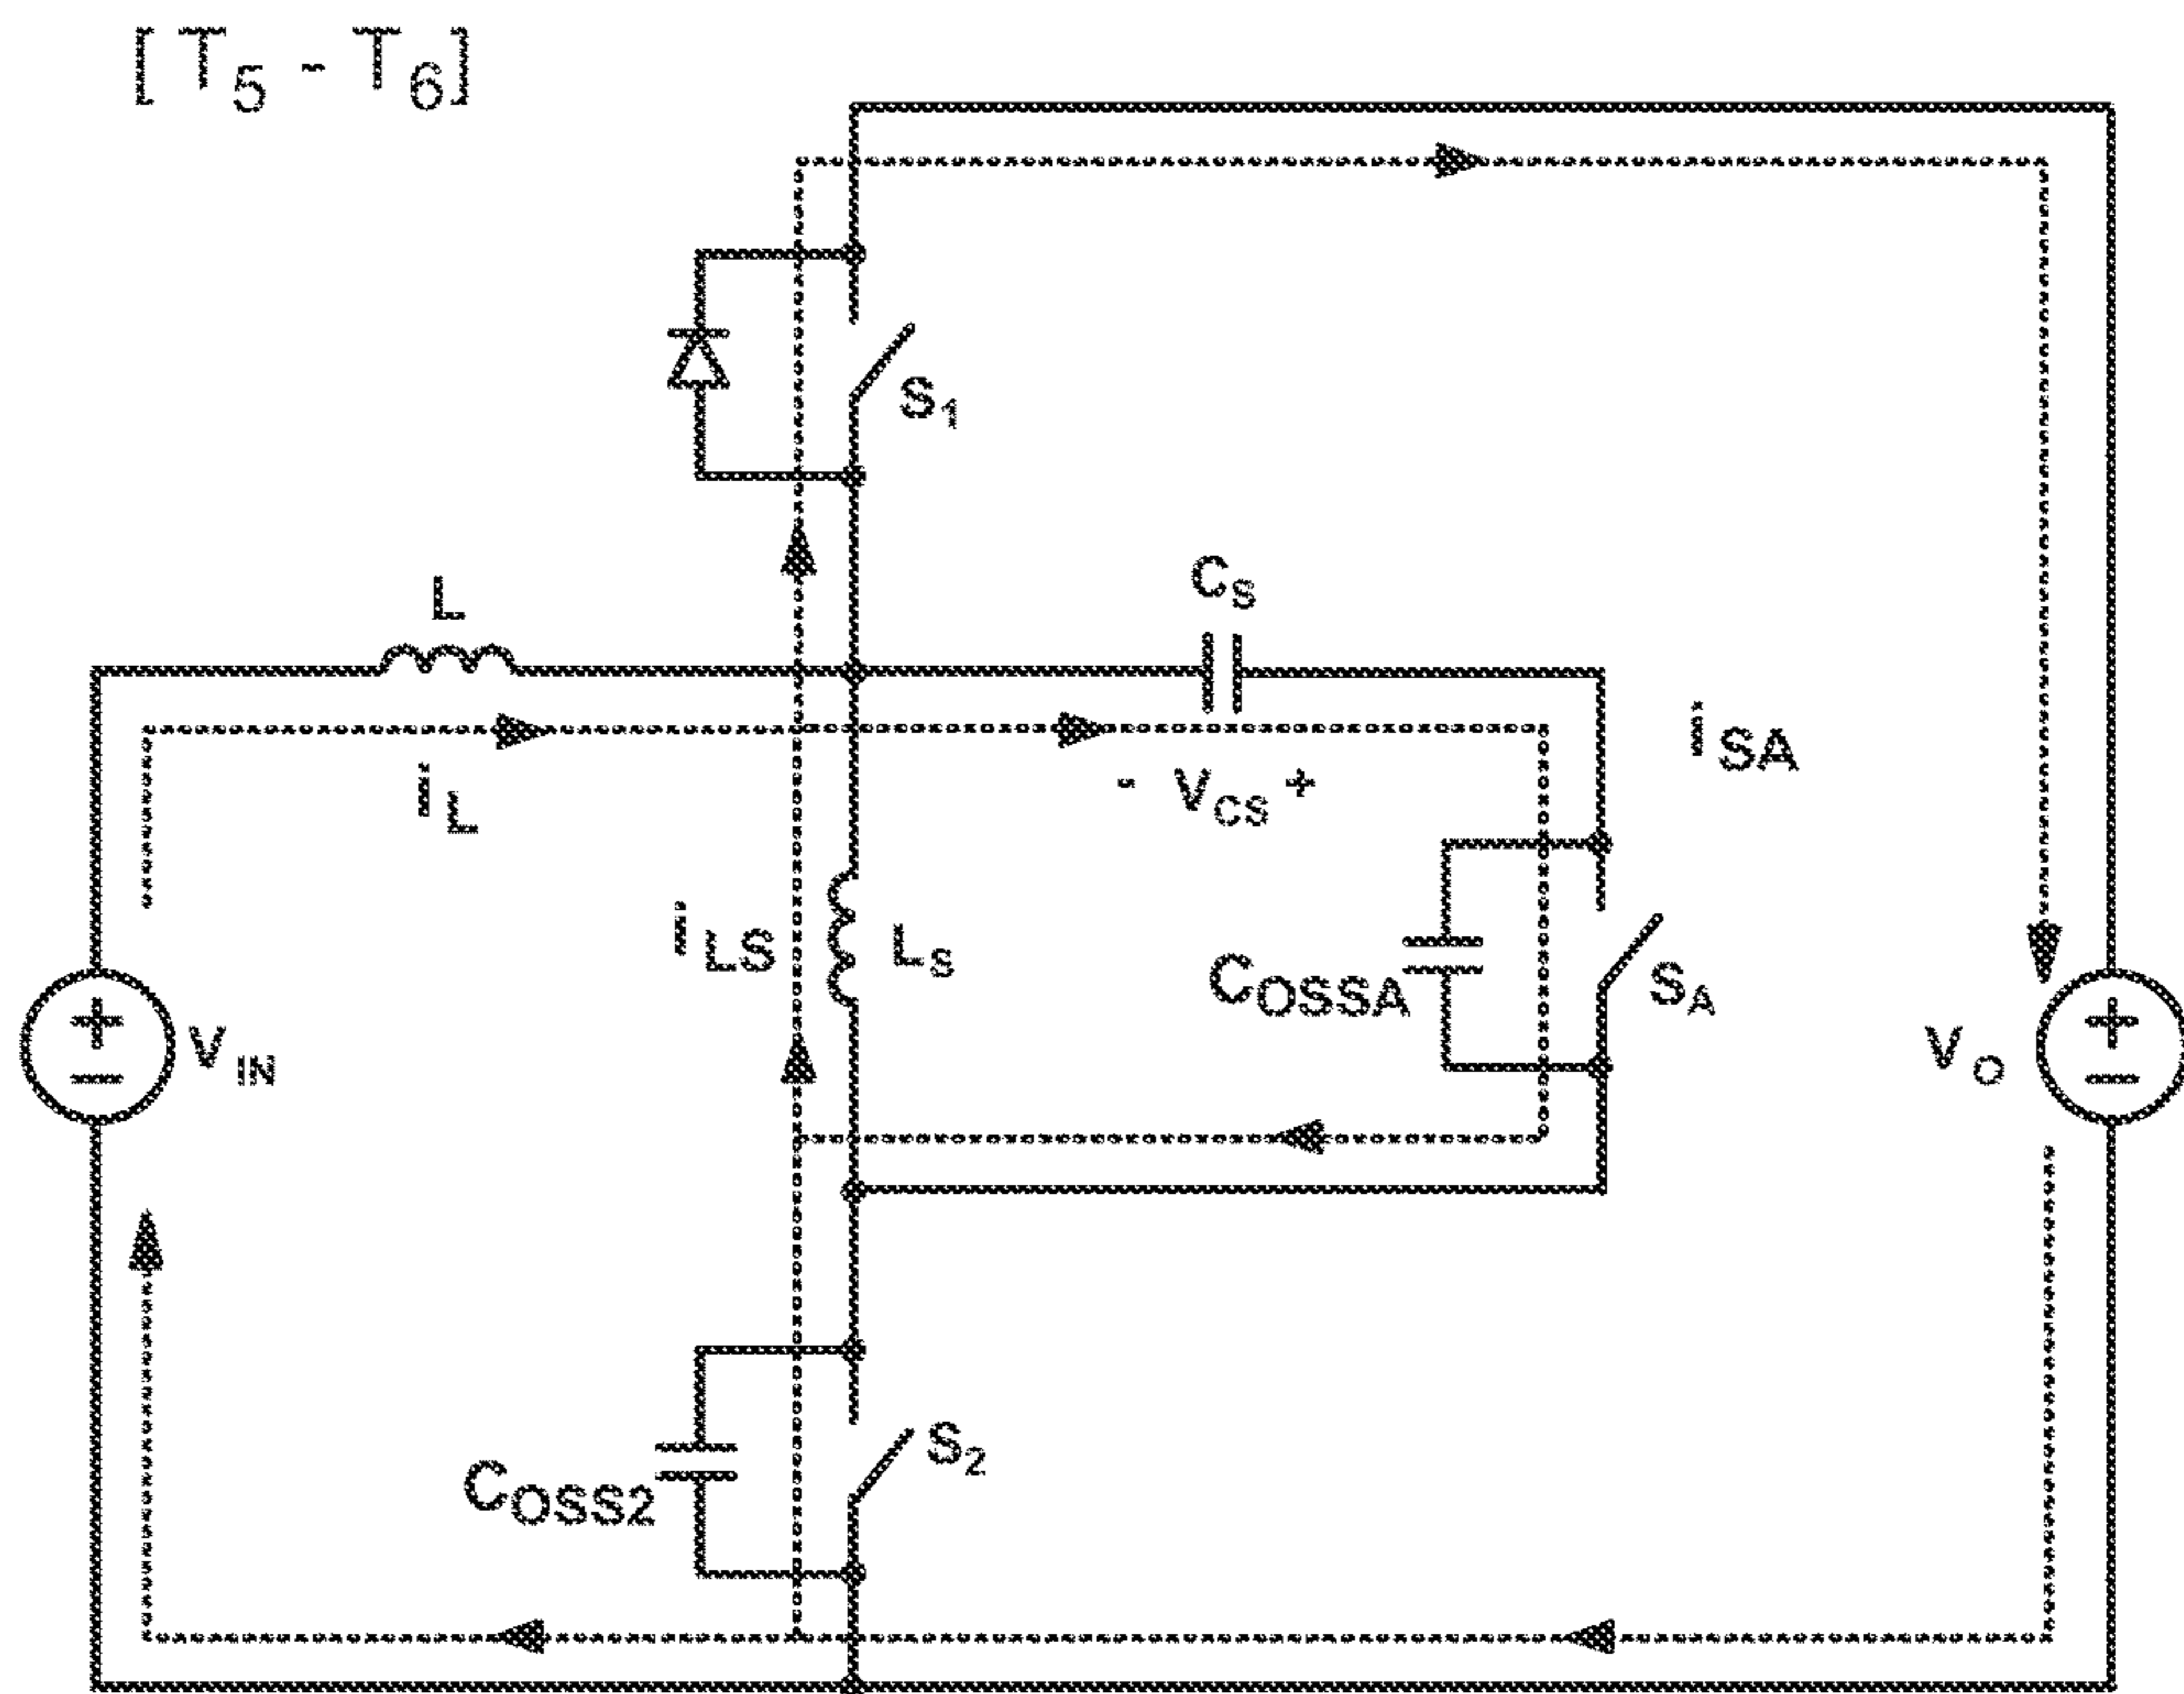 [ T5 - T6]
S1
L
CS
iSA
iL
- VCS +
iLS
LS
COSSA
SA
+
-
VIN
VO
+
-
S2
COSS2